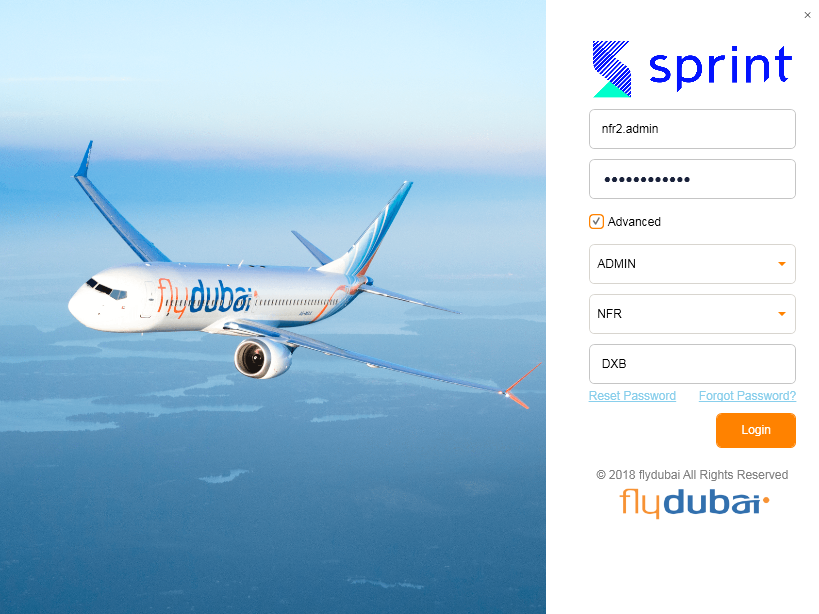 sprint
nfr2.admin
Advanced
ADMIN
NFR
DXB
Reset Password Forgot Password?
Login
© 2018 flydubai All Rights Reserved
flydubai
flydubai